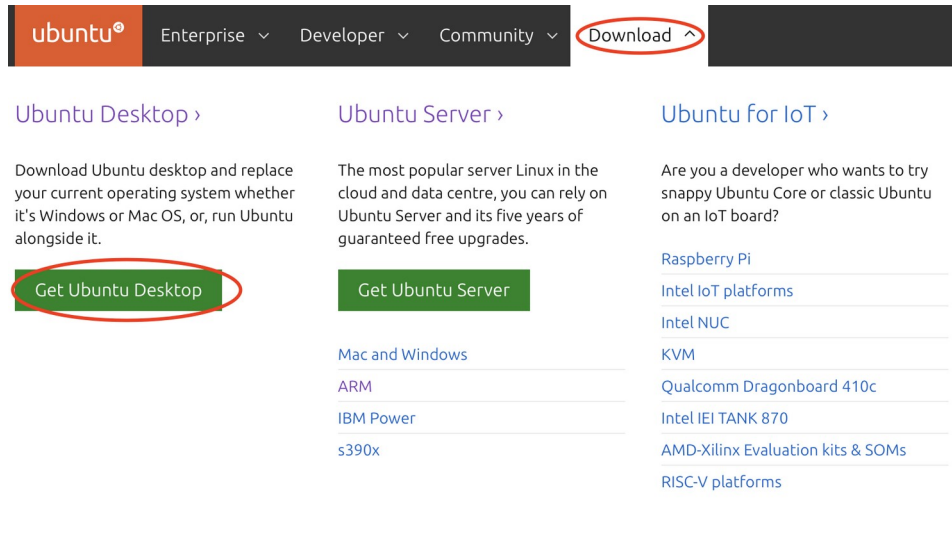 ubuntu
Enterprise
Developer
Community
Download
Ubuntu Desktop ›
Download Ubuntu desktop and replace
your current operating system whether
it's Windows or Mac OS, or, run Ubuntu
alongside it.
Get Ubuntu Desktop
Ubuntu Server ›
The most popular server Linux in the
cloud and data centre, you can rely on
Ubuntu Server and its five years of
guaranteed free upgrades.
Get Ubuntu Server
Mac and Windows
ARM
IBM Power
s390x
Ubuntu for IoT ›
Are you a developer who wants to try
snappy Ubuntu Core or classic Ubuntu
on an IoT board?
Raspberry Pi
Intel IoT platforms
Intel NUC
KVM
Qualcomm Dragonboard 410c
Intel IEI TANK 870
AMD-Xilinx Evaluation kits & SOMs
RISC-V platforms